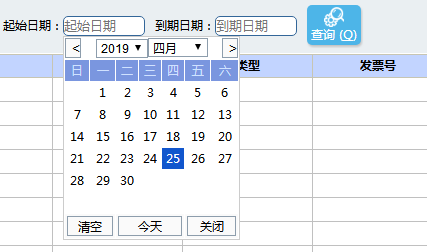 起始日期： 起始日期 到期日期： 到期日期 查询 (Q)
< 2019 四月 >
类型 发票号
日 一 二 三 四 五 六
1 2 3 4 5 6
7 8 9 10 11 12 13
14 15 16 17 18 19 20
21 22 23 24 25 26 27
28 29 30
清空 今天 关闭